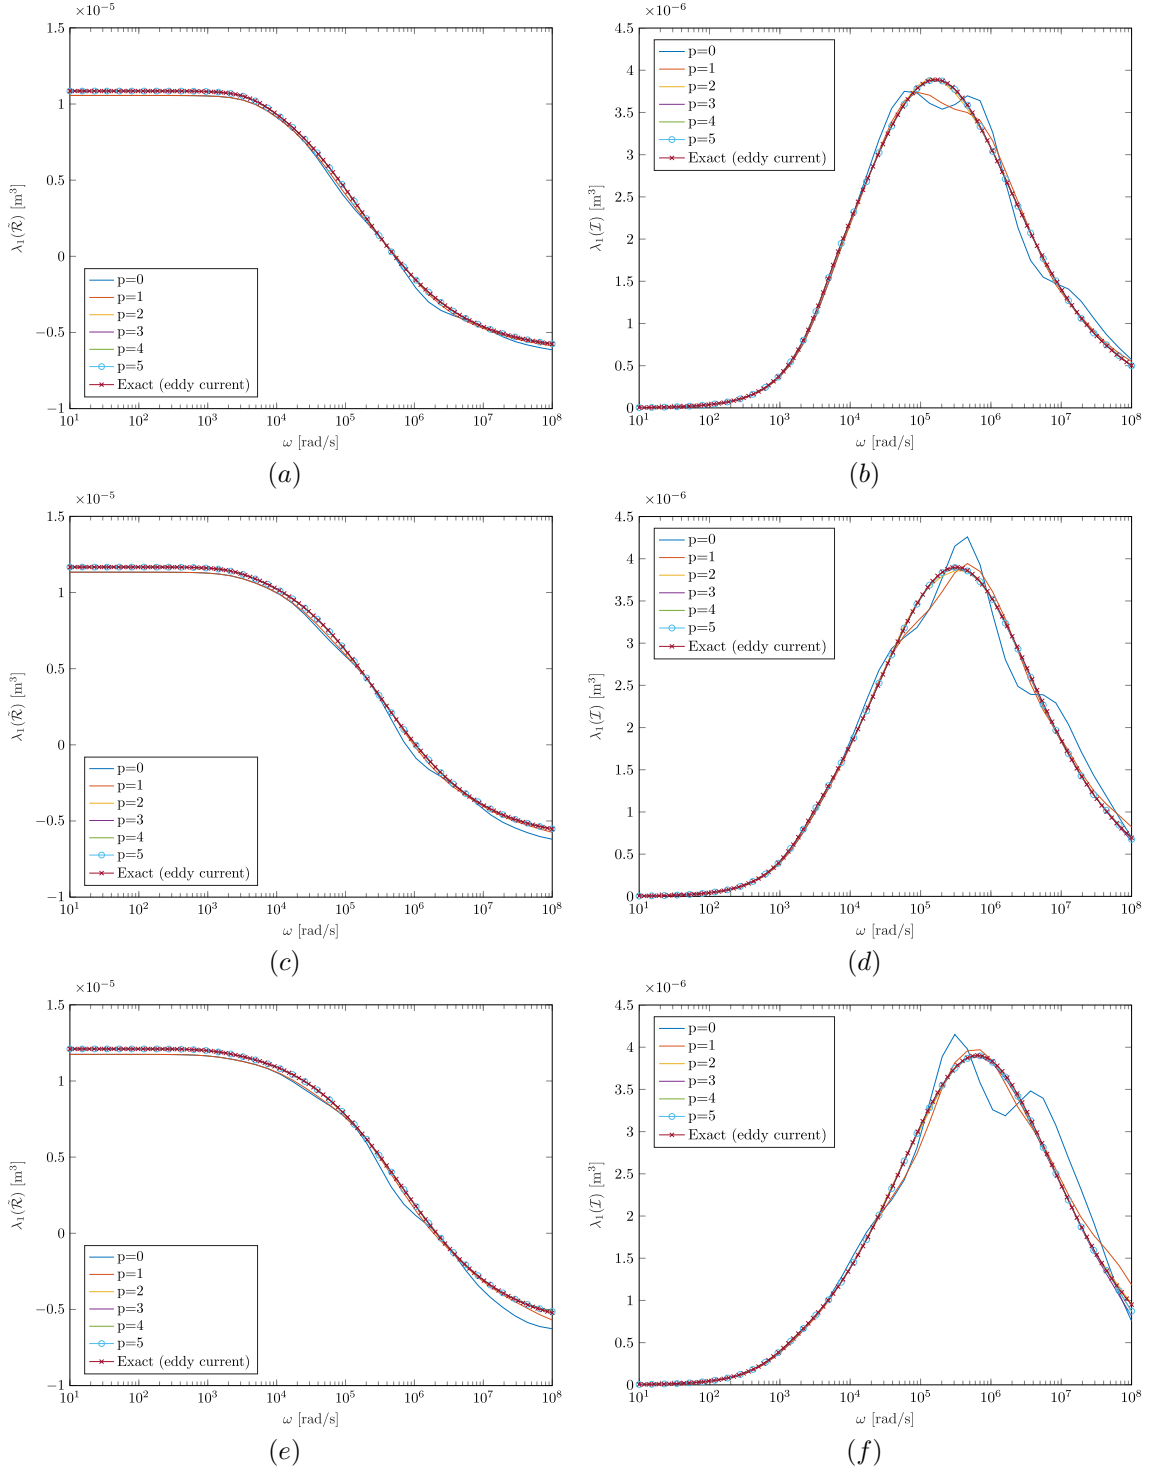 ×10⁻⁵
1.5
1
0.5
0
−0.5
−1
λ₁(R̃) [m³]
p=0
p=1
p=2
p=3
p=4
p=5
Exact (eddy current)
10¹ 10² 10³ 10⁴ 10⁵ 10⁶ 10⁷ 10⁸
ω [rad/s]
(a)
×10⁻⁶
4.5
4
3.5
3
2.5
2
1.5
1
0.5
0
λ₁(I) [m³]
p=0
p=1
p=2
p=3
p=4
p=5
Exact (eddy current)
10¹ 10² 10³ 10⁴ 10⁵ 10⁶ 10⁷ 10⁸
ω [rad/s]
(b)
×10⁻⁵
1.5
1
0.5
0
−0.5
−1
λ₁(R̃) [m³]
p=0
p=1
p=2
p=3
p=4
p=5
Exact (eddy current)
10¹ 10² 10³ 10⁴ 10⁵ 10⁶ 10⁷ 10⁸
ω [rad/s]
(c)
×10⁻⁶
4.5
4
3.5
3
2.5
2
1.5
1
0.5
0
λ₁(I) [m³]
p=0
p=1
p=2
p=3
p=4
p=5
Exact (eddy current)
10¹ 10² 10³ 10⁴ 10⁵ 10⁶ 10⁷ 10⁸
ω [rad/s]
(d)
×10⁻⁵
1.5
1
0.5
0
−0.5
−1
λ₁(R̃) [m³]
p=0
p=1
p=2
p=3
p=4
p=5
Exact (eddy current)
10¹ 10² 10³ 10⁴ 10⁵ 10⁶ 10⁷ 10⁸
ω [rad/s]
(e)
×10⁻⁶
4.5
4
3.5
3
2.5
2
1.5
1
0.5
0
λ₁(I) [m³]
p=0
p=1
p=2
p=3
p=4
p=5
Exact (eddy current)
10¹ 10² 10³ 10⁴ 10⁵ 10⁶ 10⁷ 10⁸
ω [rad/s]
(f)